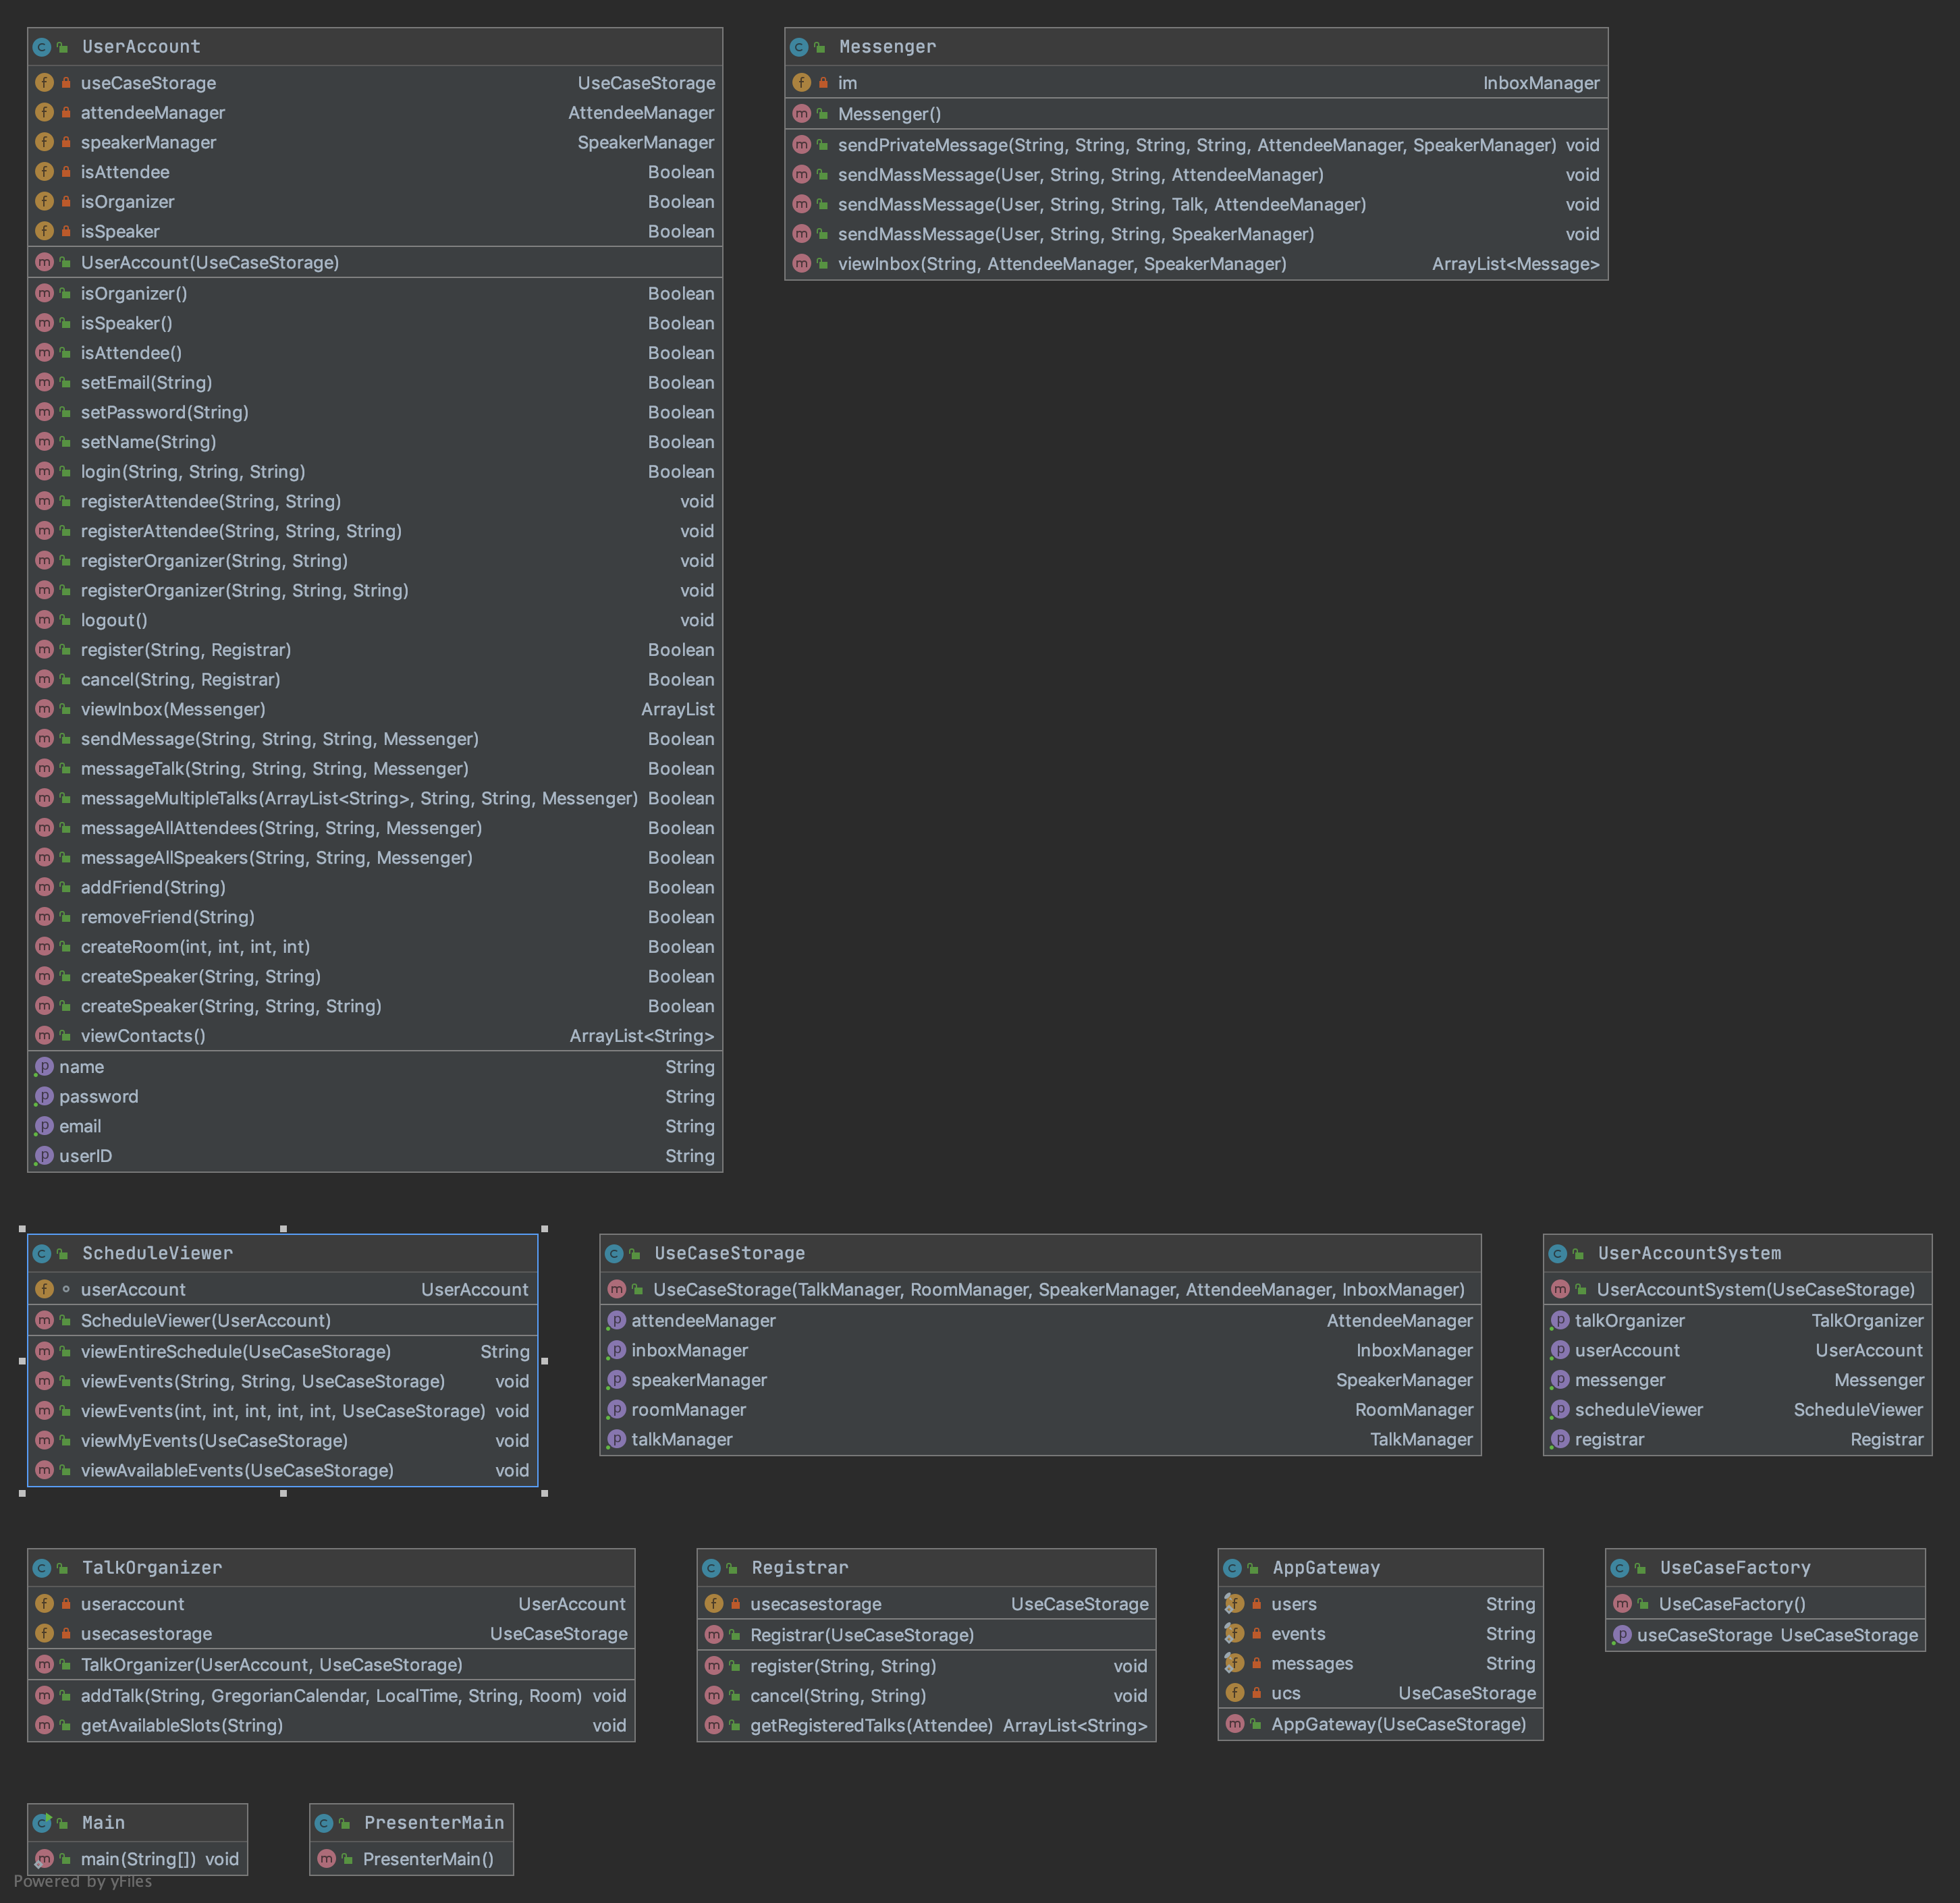 UserAccount
useCaseStorage UseCaseStorage
attendeeManager AttendeeManager
speakerManager SpeakerManager
isAttendee Boolean
isOrganizer Boolean
isSpeaker Boolean
UserAccount(UseCaseStorage)
isOrganizer() Boolean
isSpeaker() Boolean
isAttendee() Boolean
setEmail(String) Boolean
setPassword(String) Boolean
setName(String) Boolean
login(String, String, String) Boolean
registerAttendee(String, String) void
registerAttendee(String, String, String) void
registerOrganizer(String, String) void
registerOrganizer(String, String, String) void
logout() void
register(String, Registrar) Boolean
cancel(String, Registrar) Boolean
viewInbox(Messenger) ArrayList
sendMessage(String, String, String, Messenger) Boolean
messageTalk(String, String, String, Messenger) Boolean
messageMultipleTalks(ArrayList<String>, String, String, Messenger) Boolean
messageAllAttendees(String, String, Messenger) Boolean
messageAllSpeakers(String, String, Messenger) Boolean
addFriend(String) Boolean
removeFriend(String) Boolean
createRoom(int, int, int, int) Boolean
createSpeaker(String, String) Boolean
createSpeaker(String, String, String) Boolean
viewContacts() ArrayList<String>
name String
password String
email String
userID String
Messenger
im InboxManager
Messenger()
sendPrivateMessage(String, String, String, String, AttendeeManager, SpeakerManager) void
sendMassMessage(User, String, String, AttendeeManager) void
sendMassMessage(User, String, String, Talk, AttendeeManager) void
sendMassMessage(User, String, String, SpeakerManager) void
viewInbox(String, AttendeeManager, SpeakerManager) ArrayList<Message>
ScheduleViewer
userAccount UserAccount
ScheduleViewer(UserAccount)
viewEntireSchedule(UseCaseStorage) String
viewEvents(String, String, UseCaseStorage) void
viewEvents(int, int, int, int, int, UseCaseStorage) void
viewMyEvents(UseCaseStorage) void
viewAvailableEvents(UseCaseStorage) void
UseCaseStorage
UseCaseStorage(TalkManager, RoomManager, SpeakerManager, AttendeeManager, InboxManager)
attendeeManager AttendeeManager
inboxManager InboxManager
speakerManager SpeakerManager
roomManager RoomManager
talkManager TalkManager
UserAccountSystem
UserAccountSystem(UseCaseStorage)
talkOrganizer TalkOrganizer
userAccount UserAccount
messenger Messenger
scheduleViewer ScheduleViewer
registrar Registrar
TalkOrganizer
useraccount UserAccount
usecasestorage UseCaseStorage
TalkOrganizer(UserAccount, UseCaseStorage)
addTalk(String, GregorianCalendar, LocalTime, String, Room) void
getAvailableSlots(String) void
Registrar
usecasestorage UseCaseStorage
Registrar(UseCaseStorage)
register(String, String) void
cancel(String, String) void
getRegisteredTalks(Attendee) ArrayList<String>
AppGateway
users String
events String
messages String
ucs UseCaseStorage
AppGateway(UseCaseStorage)
UseCaseFactory
UseCaseFactory()
useCaseStorage UseCaseStorage
Main
main(String[]) void
PresenterMain
PresenterMain()
Powered by yFiles